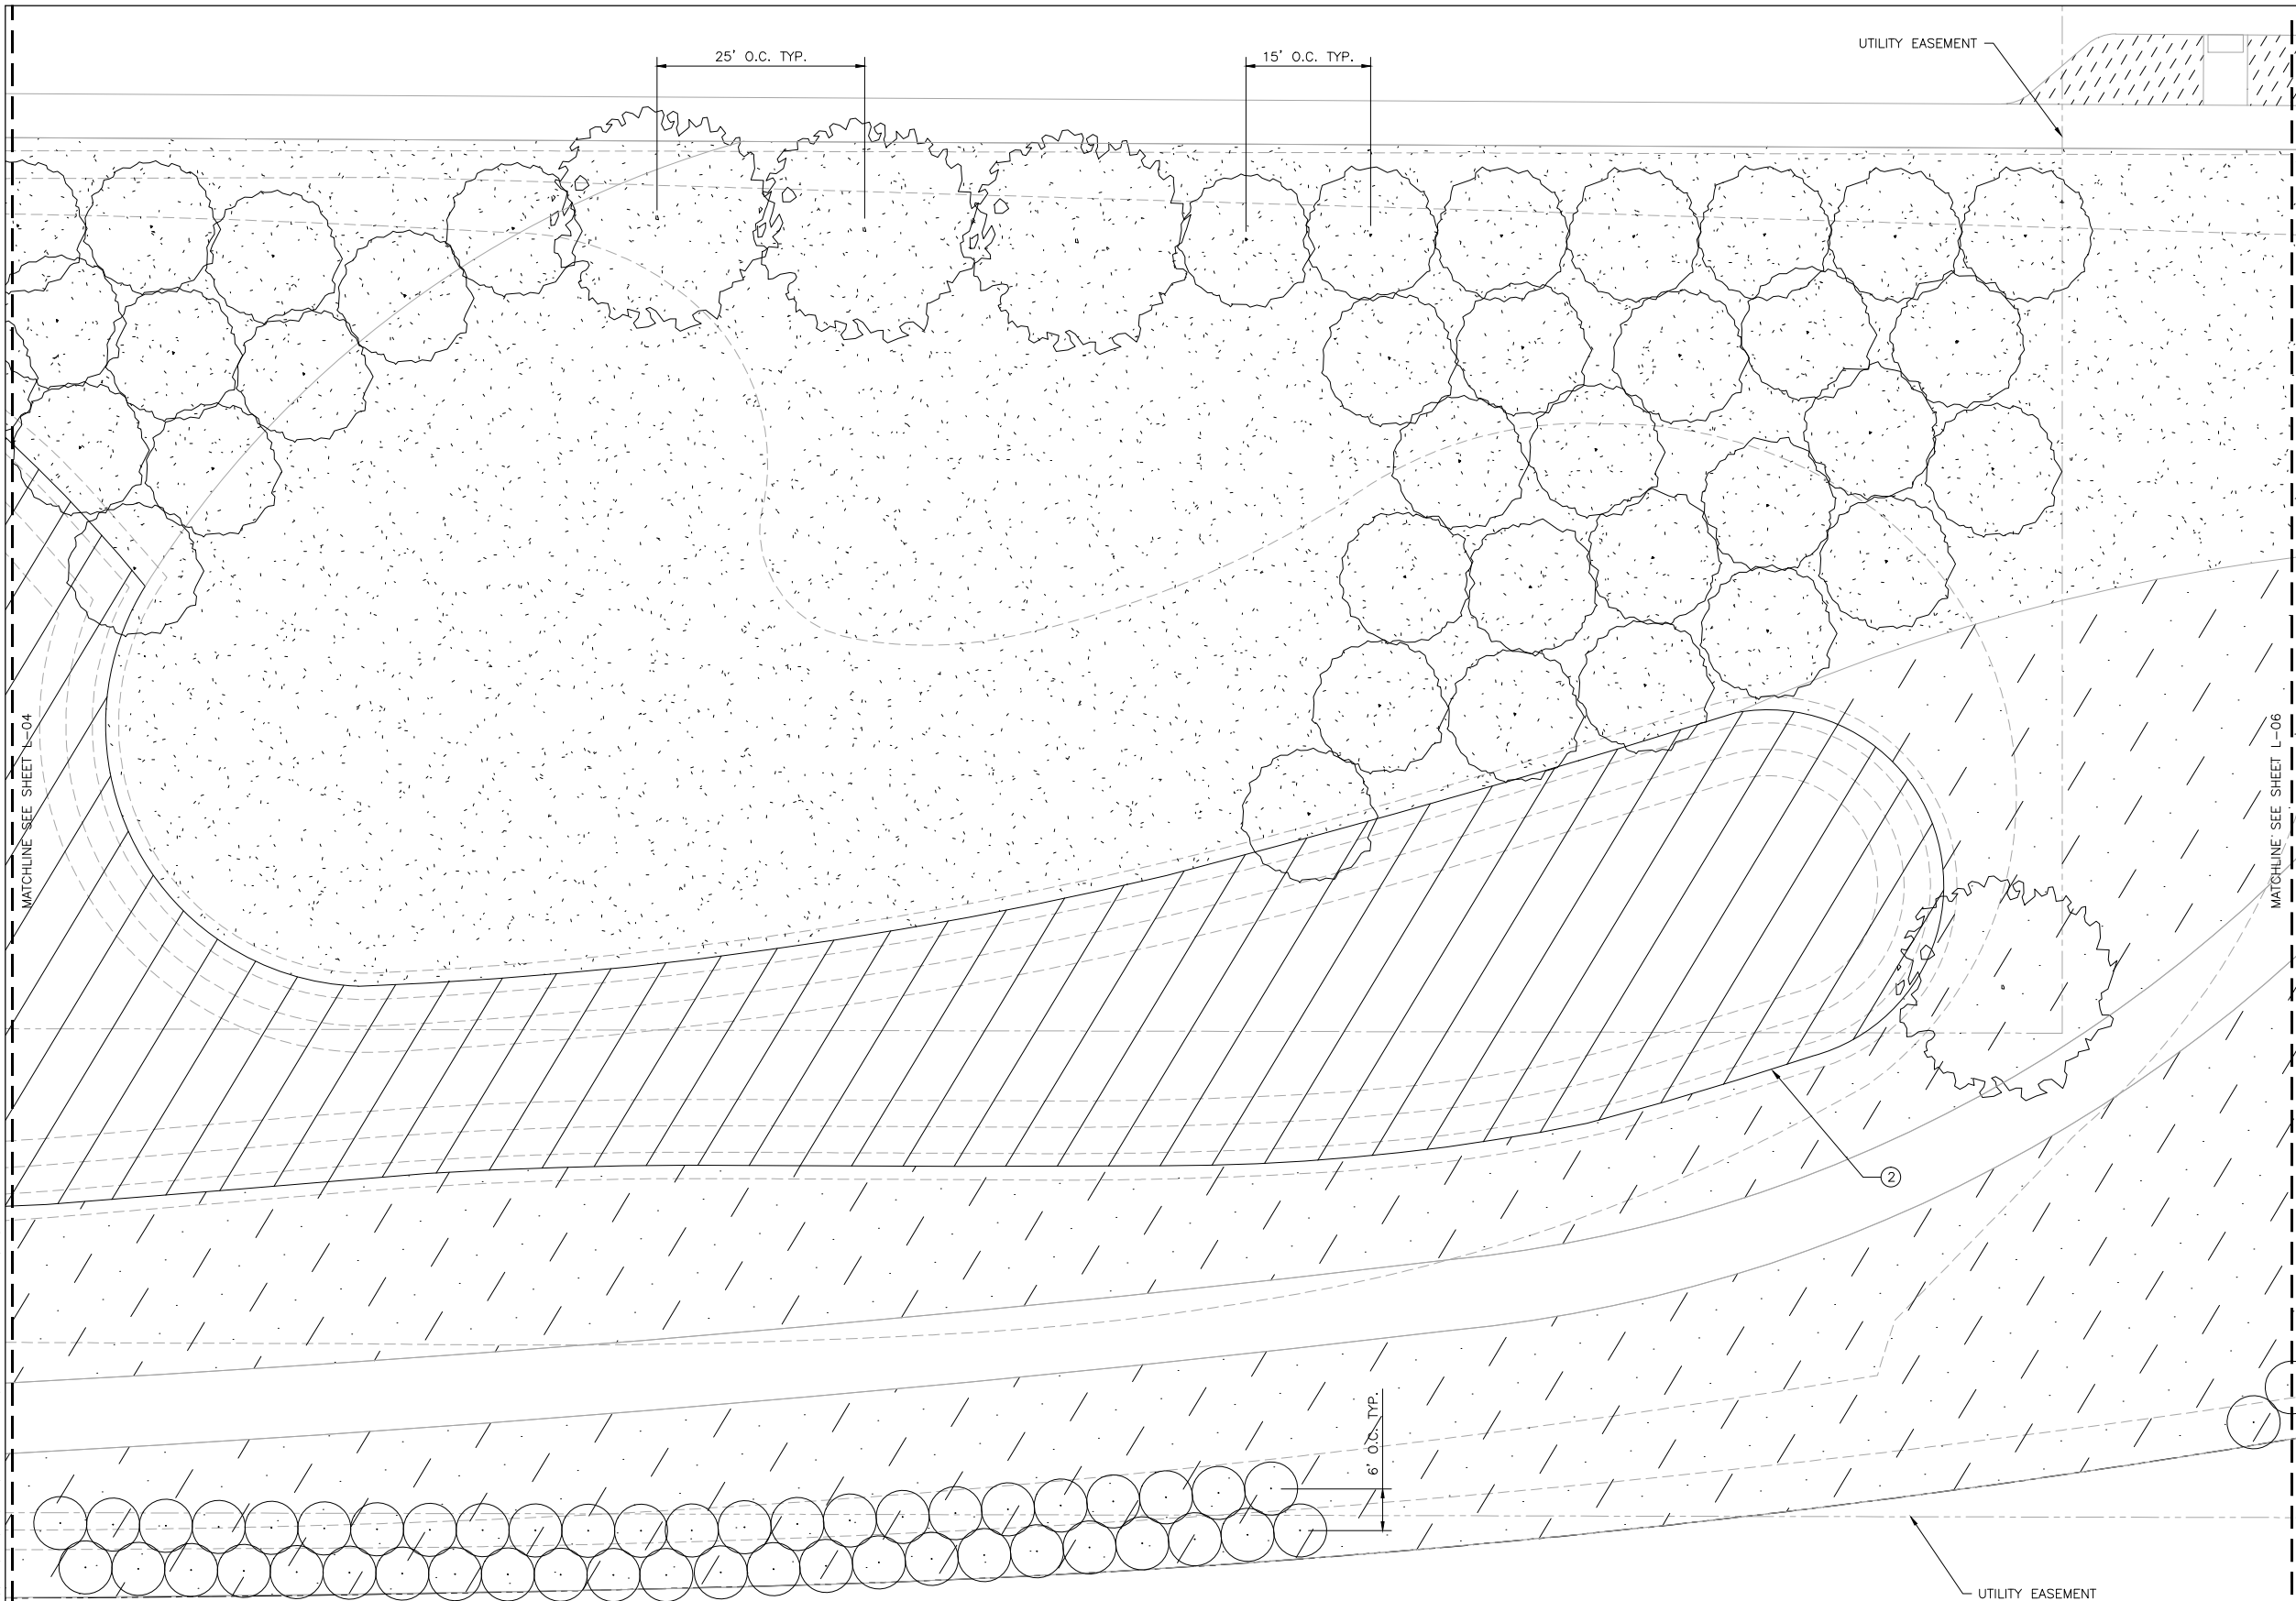 UTILITY EASEMENT
25' O.C. TYP.
15' O.C. TYP.
MATCHLINE SEE SHEET L-04
MATCHLINE SEE SHEET L-06
2
6' O.C. TYP.
UTILITY EASEMENT